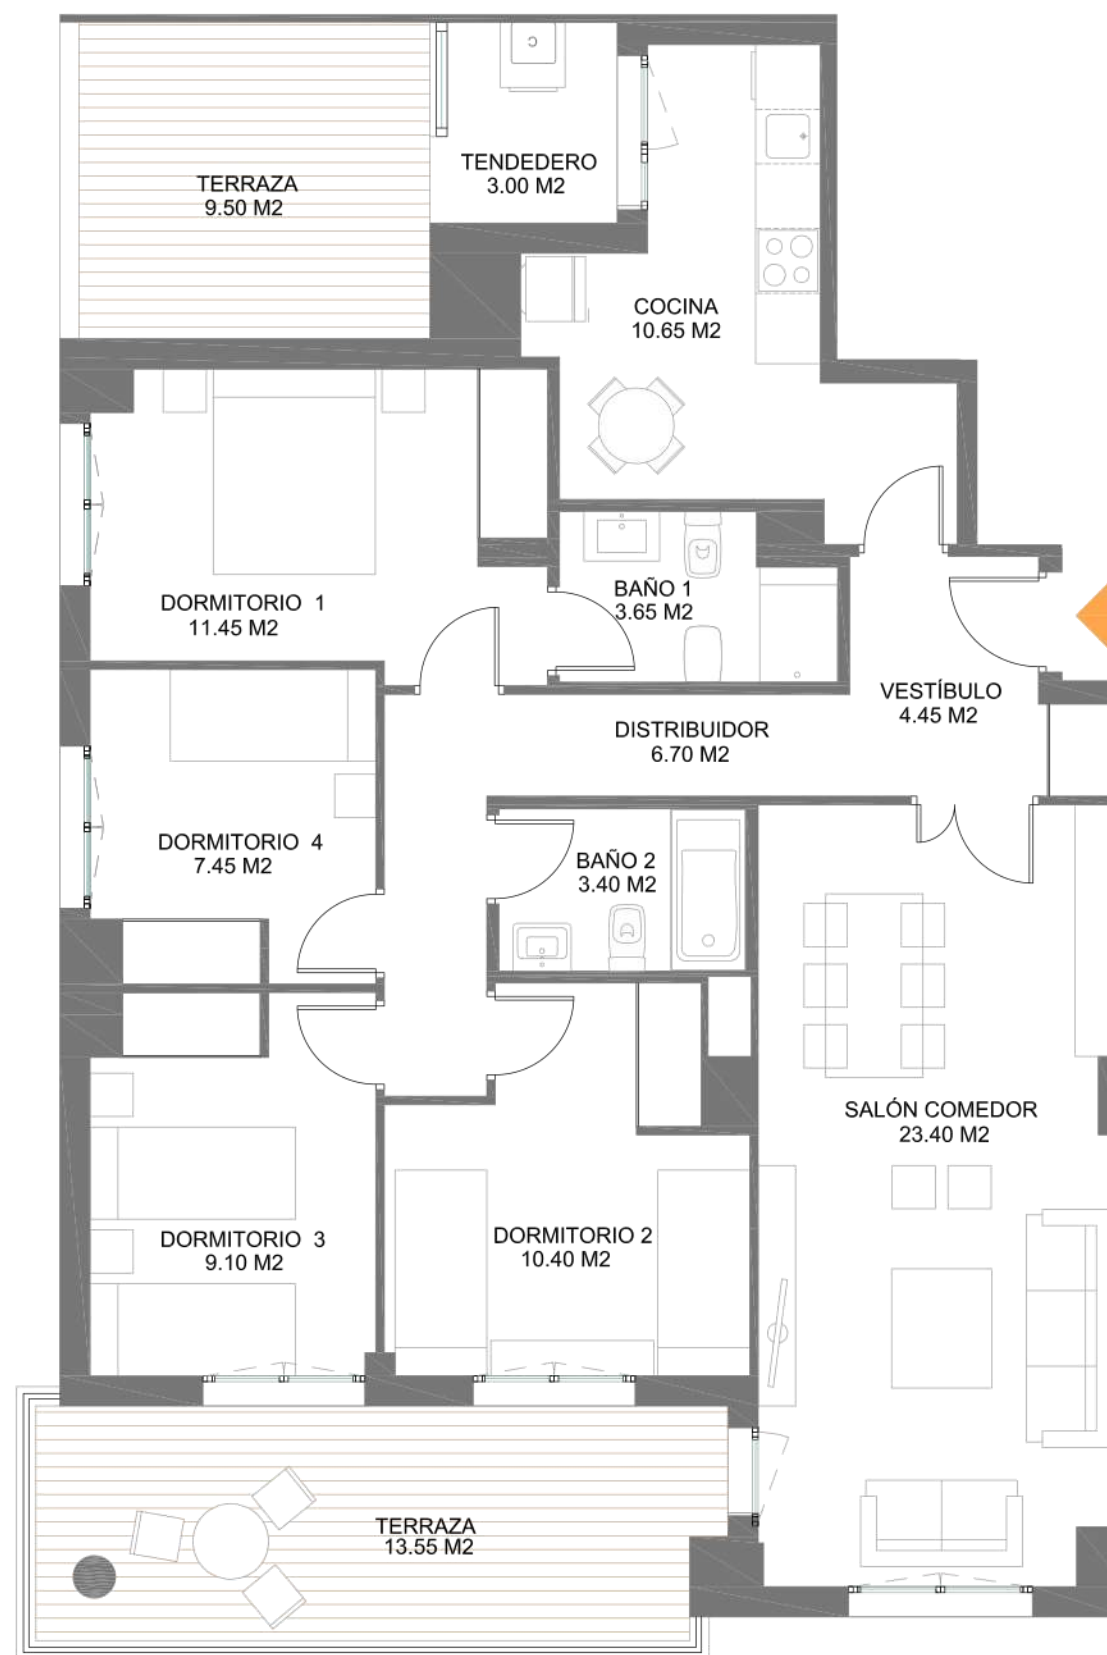 TENDEDERO
3.00 M2
TERRAZA
9.50 M2
COCINA
10.65 M2
DORMITORIO 1
11.45 M2
BAÑO 1
3.65 M2
VESTÍBULO
4.45 M2
DISTRIBUIDOR
6.70 M2
DORMITORIO 4
7.45 M2
BAÑO 2
3.40 M2
SALÓN COMEDOR
23.40 M2
DORMITORIO 3
9.10 M2
DORMITORIO 2
10.40 M2
TERRAZA
13.55 M2